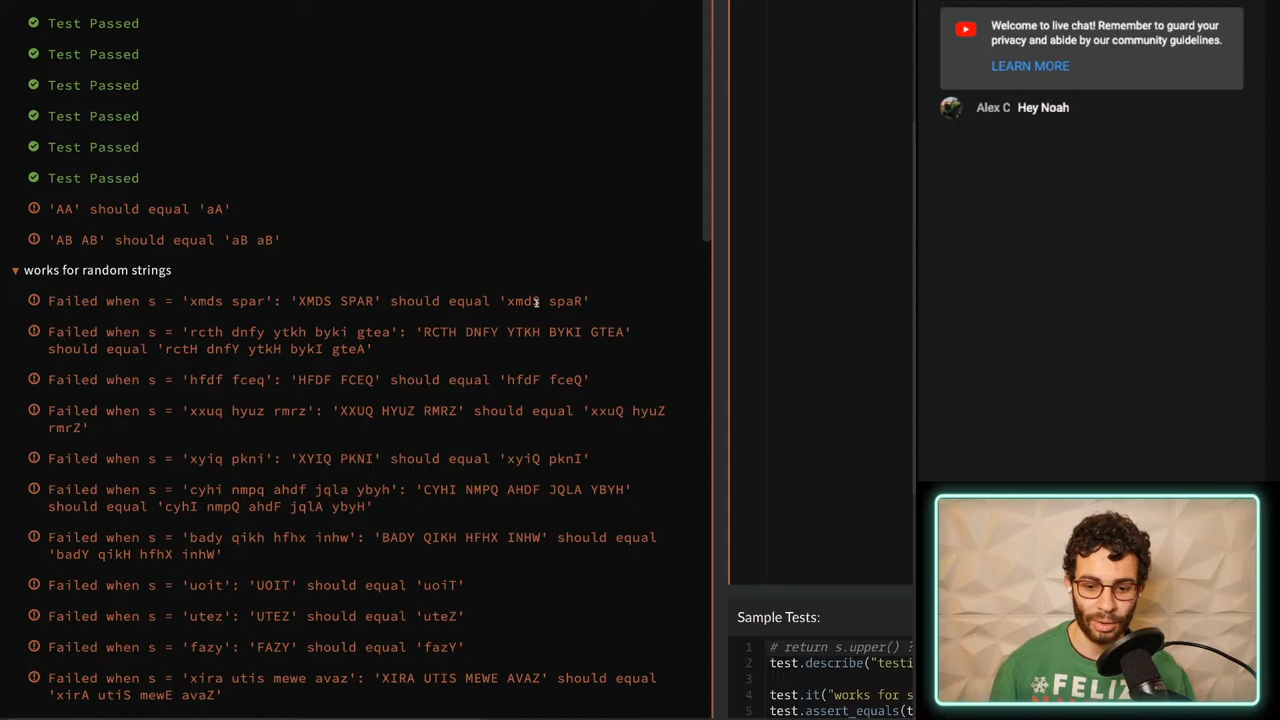 Test Passed
Test Passed
Test Passed
Test Passed
Test Passed
Test Passed
'AA' should equal 'aA'
'AB AB' should equal 'aB aB'
works for random strings
Failed when s = 'xmds spar': 'XMDS SPAR' should equal 'xmdS spaR'
Failed when s = 'rcth dnfy ytkh byki gtea': 'RCTH DNFY YTKH BYKI GTEA'
should equal 'rctH dnfY ytkH bykI gteA'
Failed when s = 'hfdf fceq': 'HFDF FCEQ' should equal 'hfdF fceQ'
Failed when s = 'xxuq hyuz rmrz': 'XXUQ HYUZ RMRZ' should equal 'xxuQ hyuZ
rmrZ'
Failed when s = 'xyiq pkni': 'XYIQ PKNI' should equal 'xyiQ pknI'
Failed when s = 'cyhi nmpq ahdf jqla ybyh': 'CYHI NMPQ AHDF JQLA YBYH'
should equal 'cyhI nmpQ ahdF jqlA ybyH'
Failed when s = 'bady qikh hfhx inhw': 'BADY QIKH HFHX INHW' should equal
'badY qikH hfhX inhW'
Failed when s = 'uoit': 'UOIT' should equal 'uoiT'
Failed when s = 'utez': 'UTEZ' should equal 'uteZ'
Failed when s = 'fazy': 'FAZY' should equal 'fazY'
Failed when s = 'xira utis mewe avaz': 'XIRA UTIS MEWE AVAZ' should equal
'xirA utiS mewE avaZ'
Sample Tests:
1 # return s.upper() ?
2 test.describe("testi
3
4 test.it("works for s
5 test.assert_equals(t
Welcome to live chat! Remember to guard your
privacy and abide by our community guidelines.
LEARN MORE
Alex C Hey Noah
FELIZ